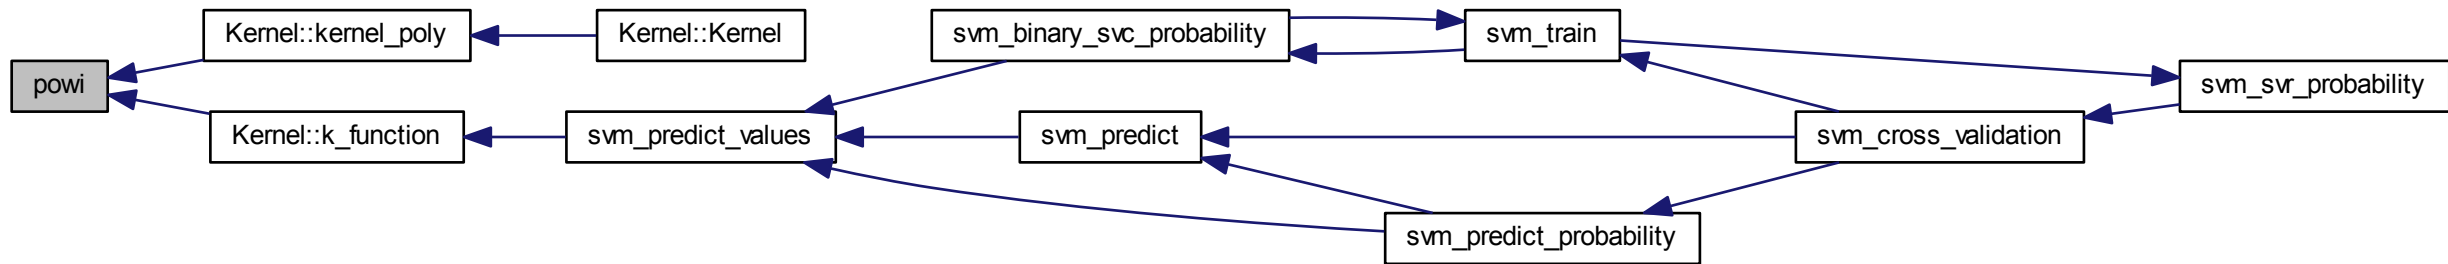 powi
Kernel::kernel_poly
Kernel::Kernel
Kernel::k_function
svm_predict_values
svm_binary_svc_probability
svm_predict
svm_train
svm_predict_probability
svm_cross_validation
svm_svr_probability